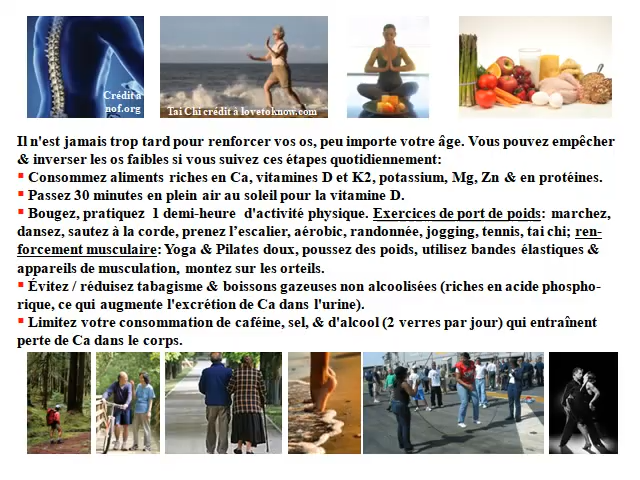 Crédit à
nof.org
Tai Chi crédit à lovetoknow.com
Il n'est jamais trop tard pour renforcer vos os, peu importe votre âge. Vous pouvez empêcher
& inverser les os faibles si vous suivez ces étapes quotidiennement:
▪ Consommez aliments riches en Ca, vitamines D et K2, potassium, Mg, Zn & en protéines.
▪ Passez 30 minutes en plein air au soleil pour la vitamine D.
▪ Bougez, pratiquez 1 demi-heure d'activité physique. Exercices de port de poids: marchez,
dansez, sautez à la corde, prenez l’escalier, aérobic, randonnée, jogging, tennis, tai chi; ren-
forcement musculaire: Yoga & Pilates doux, poussez des poids, utilisez bandes élastiques &
appareils de musculation, montez sur les orteils.
▪ Évitez / réduisez tabagisme & boissons gazeuses non alcoolisées (riches en acide phospho-
rique, ce qui augmente l'excrétion de Ca dans l'urine).
▪ Limitez votre consommation de caféine, sel, & d'alcool (2 verres par jour) qui entraînent
perte de Ca dans le corps.